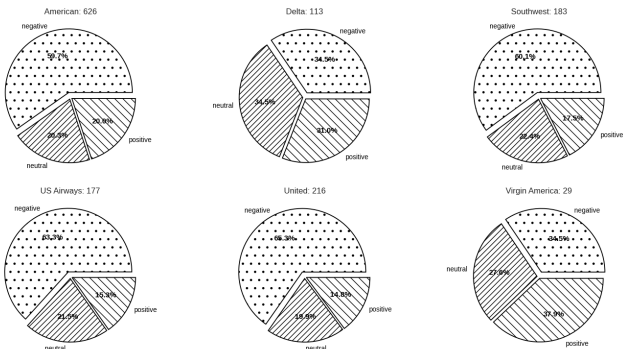 American: 626
negative
59.7%
20.3%
20.0%
neutral
positive
Delta: 113
negative
34.5%
neutral
34.5%
31.0%
positive
Southwest: 183
negative
60.1%
17.5%
22.4%
positive
neutral
US Airways: 177
negative
63.3%
15.3%
21.5%
positive
neutral
United: 216
negative
65.3%
14.8%
19.9%
positive
neutral
Virgin America: 29
negative
34.5%
neutral
27.6%
37.9%
positive